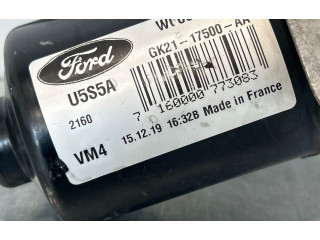 Ford
GK21-17500-AA
U5S5A
2160
7 160000 773083
VM4
15.12.19 16:32B Made in France